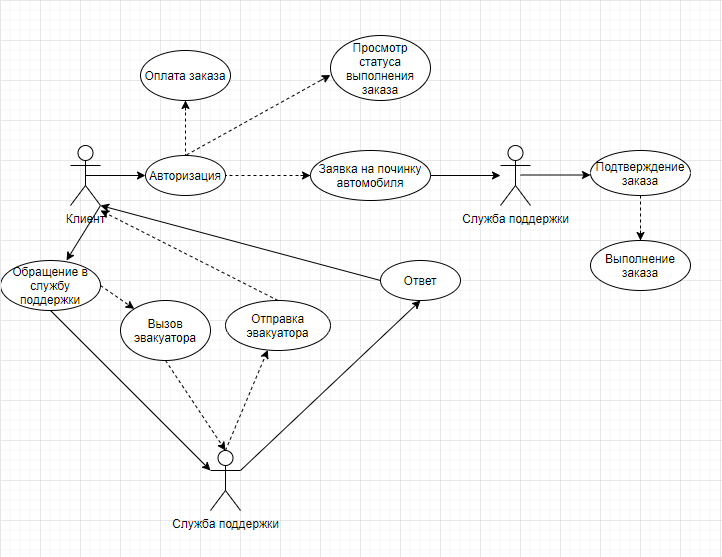 Просмотр
статуса
выполнения
заказа
Оплата заказа
Авторизация
Заявка на починку
автомобиля
Подтверждение
заказа
Клиент
Служба поддержки
Обращение в
службу
поддержки
Вызов
эвакуатора
Отправка
эвакуатора
Ответ
Выполнение
заказа
Служба поддержки